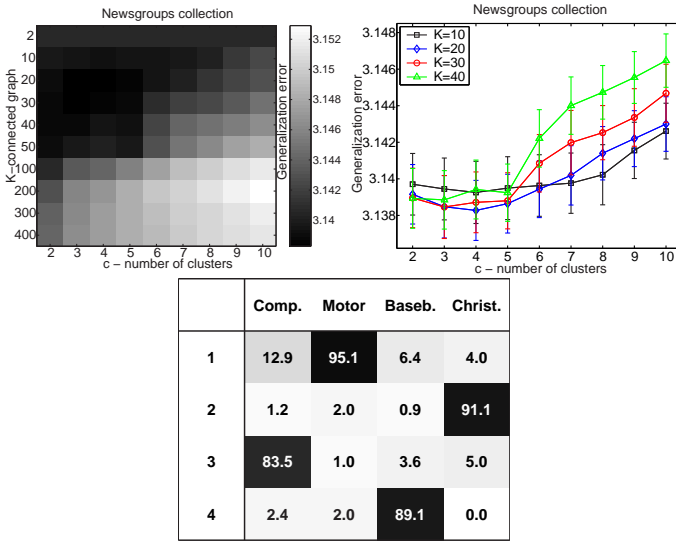 Newsgroups collection
K−connected graph
2
10
20
30
40
50
100
200
300
400
2 3 4 5 6 7 8 9 10
c − number of clusters
Generalization error
3.152
3.15
3.148
3.146
3.144
3.142
3.14
Newsgroups collection
Generalization error
3.148
3.146
3.144
3.142
3.14
3.138
K=10
K=20
K=30
K=40
2 3 4 5 6 7 8 9 10
c − number of clusters
Comp. Motor Baseb. Christ.
1 12.9 95.1 6.4 4.0
2 1.2 2.0 0.9 91.1
3 83.5 1.0 3.6 5.0
4 2.4 2.0 89.1 0.0